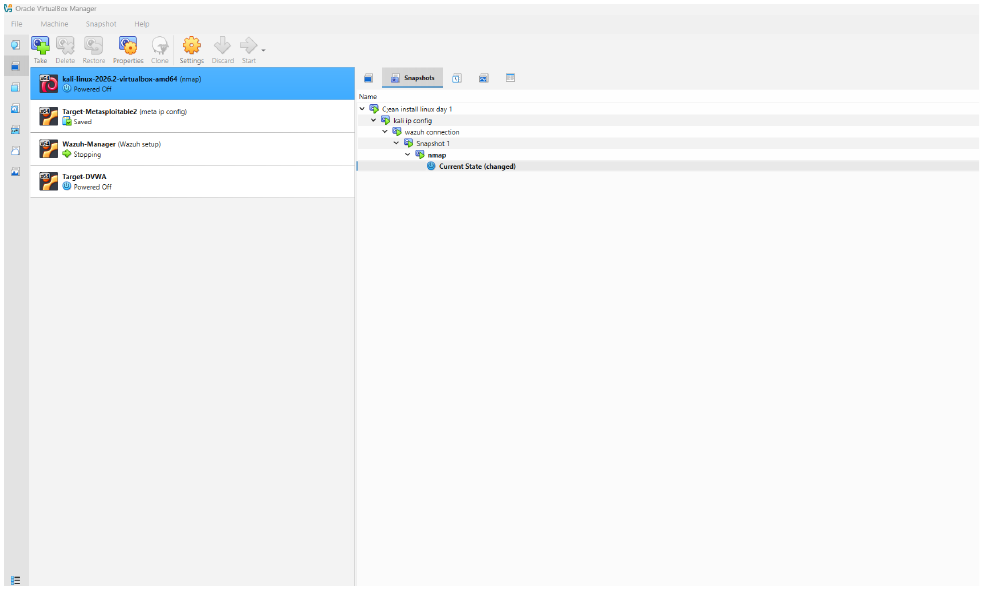 Oracle VirtualBox Manager
File Machine Snapshot Help
Take Delete Restore Properties Clone Settings Discard Start
kali-linux-2026.2-virtualbox-amd64 (nmap)
Powered Off
Target-Metasploitable2 (meta ip config)
Saved
Wazuh-Manager (Wazuh setup)
Stopping
Target-DVWA
Powered Off
Snapshots
Name
Clean install linux day 1
kali ip config
wazuh connection
Snapshot 1
nmap
Current State (changed)